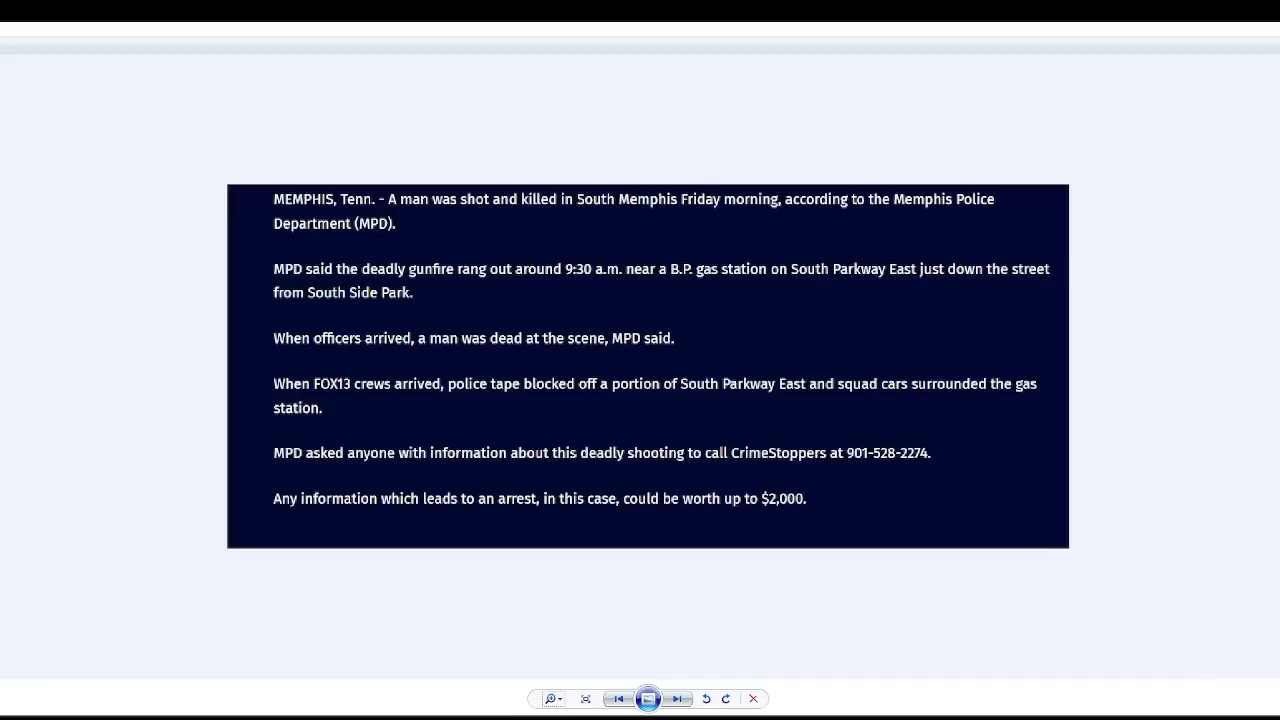 MEMPHIS, Tenn. - A man was shot and killed in South Memphis Friday morning, according to the Memphis Police
Department (MPD).
MPD said the deadly gunfire rang out around 9:30 a.m. near a B.P. gas station on South Parkway East just down the street
from South Side Park.
When officers arrived, a man was dead at the scene, MPD said.
When FOX13 crews arrived, police tape blocked off a portion of South Parkway East and squad cars surrounded the gas
station.
MPD asked anyone with information about this deadly shooting to call CrimeStoppers at 901-528-2274.
Any information which leads to an arrest, in this case, could be worth up to $2,000.